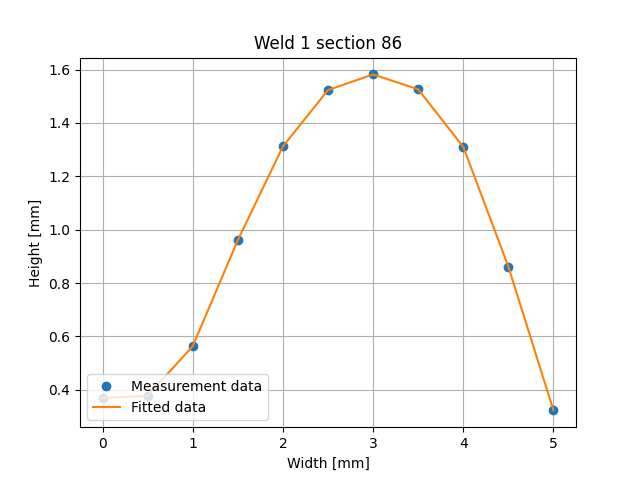 Weld 1 section 86
1.6
1.4
1.2
1.0
0.8
0.6
0.4
Height [mm]
Measurement data
Fitted data
0 1 2 3 4 5
Width [mm]